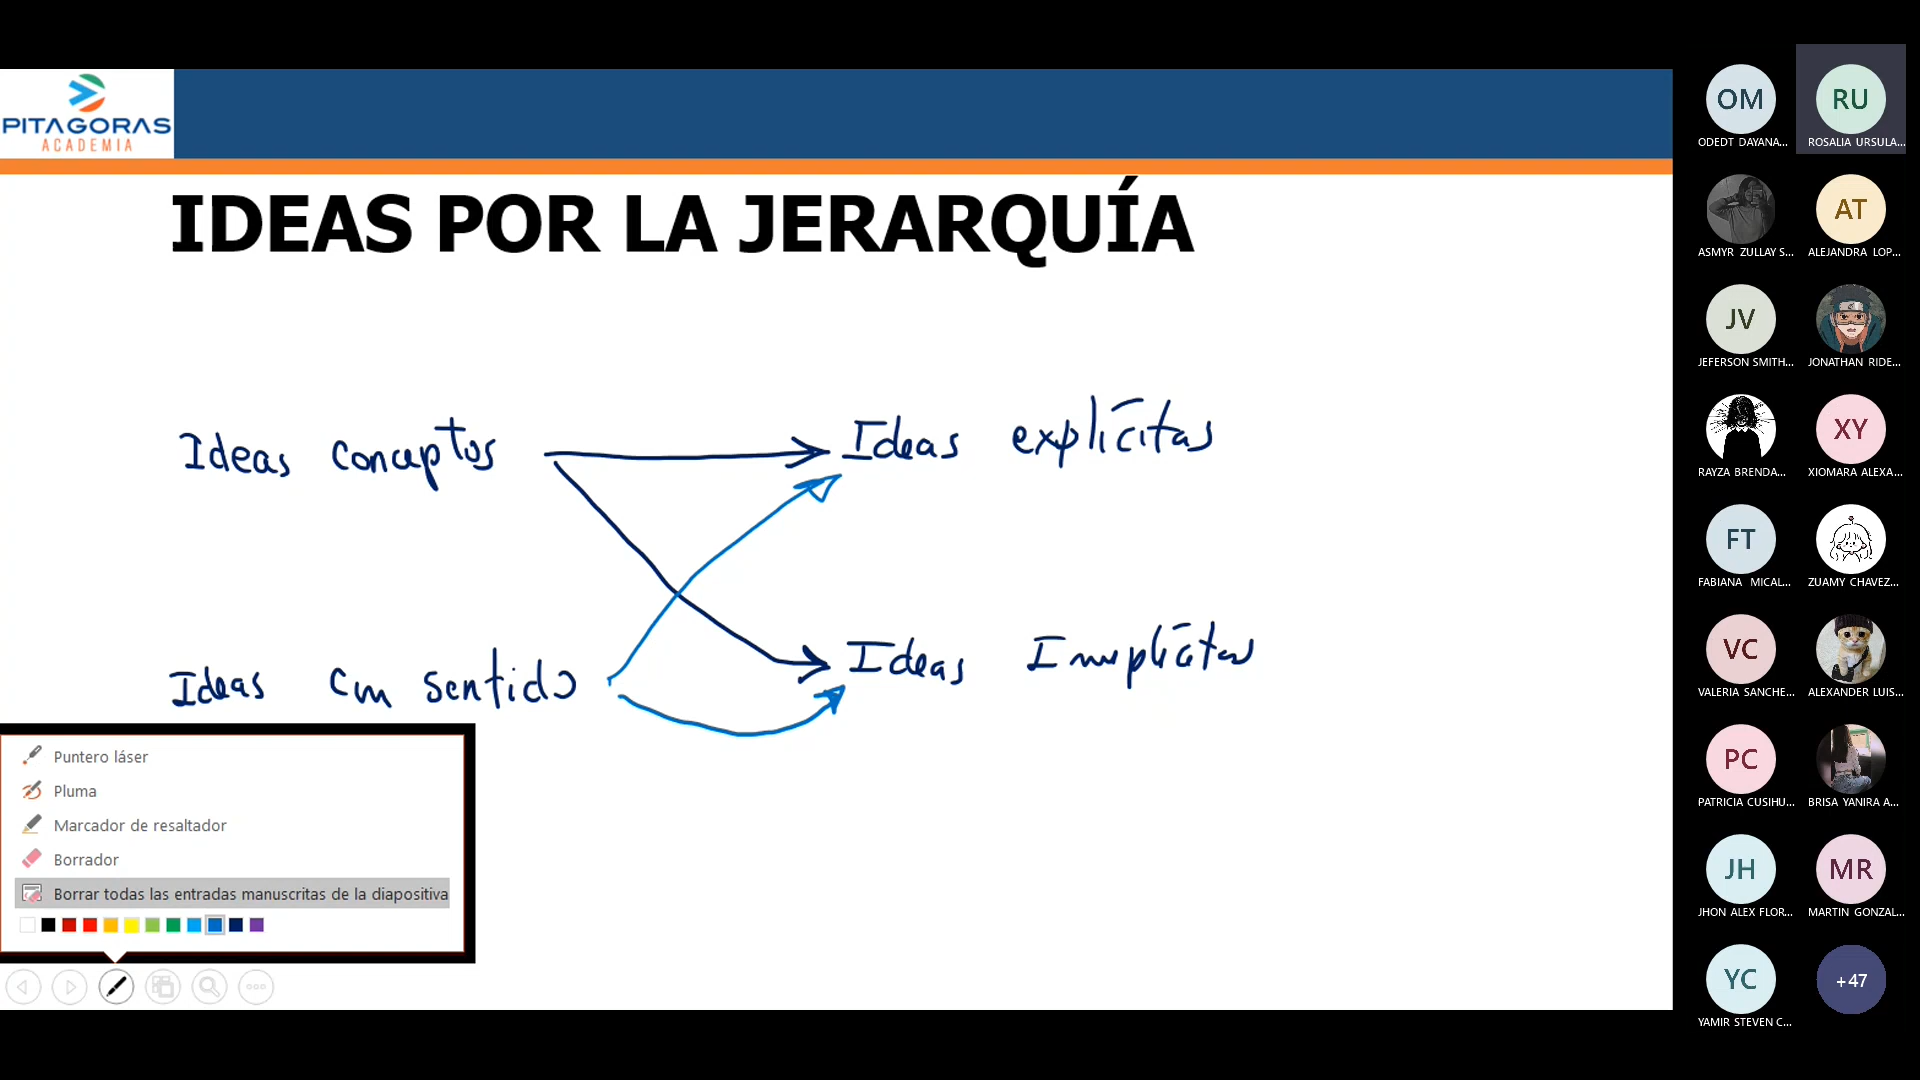 PITAGORAS
ACADEMIA
IDEAS POR LA JERARQUÍA
Ideas conceptos
Ideas explícitas
Ideas con sentido
Ideas Implícitas
Puntero láser
Pluma
Marcador de resaltador
Borrador
Borrar todas las entradas manuscritas de la diapositiva
OM
ODEDT DAYANA...
RU
ROSALIA URSULA...
ASMYR ZULLAY S...
AT
ALEJANDRA LOP...
JV
JEFERSON SMITH...
JONATHAN RIDE...
RAYZA BRENDA...
XY
XIOMARA ALEXA...
FT
FABIANA MICAL...
ZUAMY CHAVEZ...
VC
VALERIA SANCHE...
ALEXANDER LUIS...
PC
PATRICIA CUSIHU...
BRISA YANIRA A...
JH
JHON ALEX FLOR...
MR
MARTIN GONZAL...
YC
YAMIR STEVEN C...
+47